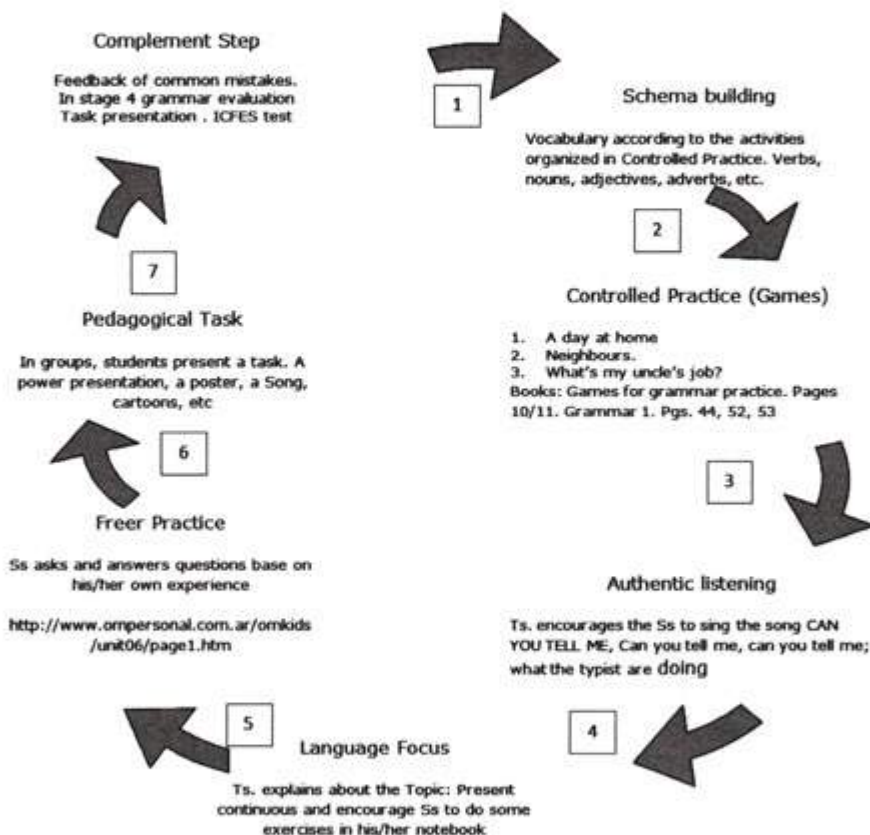 Complement Step
Feedback of common mistakes.
In stage 4 grammar evaluation
Task presentation . ICFES test
1
Schema building
Vocabulary according to the activities
organized in Controlled Practice. Verbs,
nouns, adjectives, adverbs, etc.
2
Controlled Practice (Games)
1. A day at home
2. Neighbours.
3. What's my uncle's job?
Books: Games for grammar practice. Pages
10/11. Grammar 1. Pgs. 44, 52, 53
3
Authentic listening
Ts. encourages the Ss to sing the song CAN
YOU TELL ME, Can you tell me, can you tell me;
what the typist are doing
4
Language Focus
Ts. explains about the Topic: Present
continuous and encourage Ss to do some
exercises in his/her notebook
5
Freer Practice
Ss asks and answers questions base on
his/her own experience
http://www.ompersonal.com.ar/omkids
/unit06/page1.htm
6
Pedagogical Task
In groups, students present a task. A
power presentation, a poster, a Song,
cartoons, etc
7